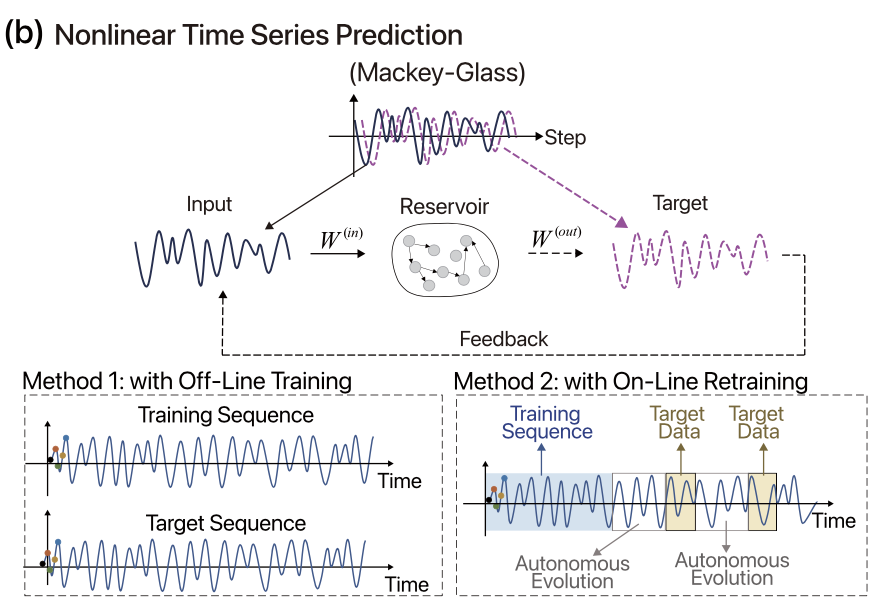 (b) Nonlinear Time Series Prediction
(Mackey-Glass)
Step
Input
Reservoir
Target
W^(in)
W^(out)
Feedback
Method 1: with Off-Line Training
Training Sequence
Time
Target Sequence
Time
Method 2: with On-Line Retraining
Training
Sequence
Target
Data
Target
Data
Time
Autonomous
Evolution
Autonomous
Evolution